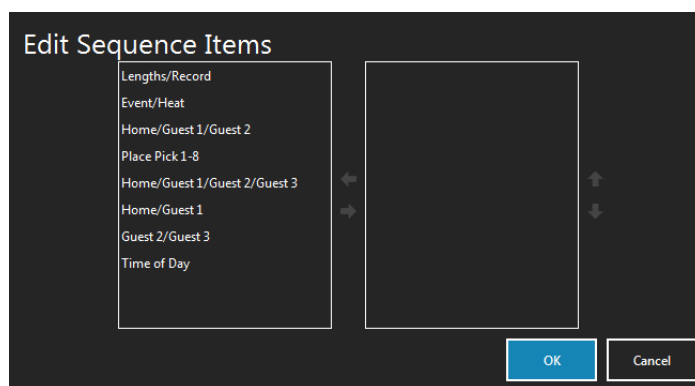 Edit Sequence Items
Lengths/Record
Event/Heat
Home/Guest 1/Guest 2
Place Pick 1-8
Home/Guest 1/Guest 2/Guest 3
Home/Guest 1
Guest 2/Guest 3
Time of Day
OK
Cancel